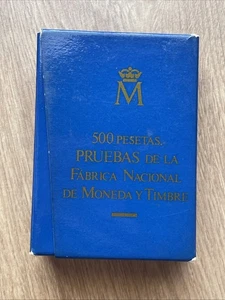 M
500 PESETAS
PRUEBAS DE LA
FÁBRICA NACIONAL
DE MONEDA Y TIMBRE